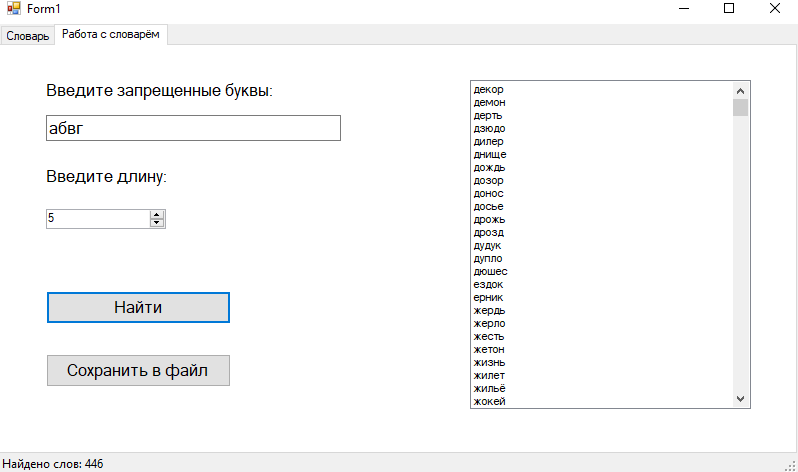 Form1
Словарь
Работа с словарём
Введите запрещенные буквы:
абвг
Введите длину:
5
Найти
Сохранить в файл
декор
демон
дерть
дзюдо
дилер
днище
дождь
дозор
донос
досье
дрожь
дрозд
дудук
дупло
дюшес
ездок
ерник
жердь
жерло
жесть
жетон
жизнь
жилет
жильё
жокей
Найдено слов: 446